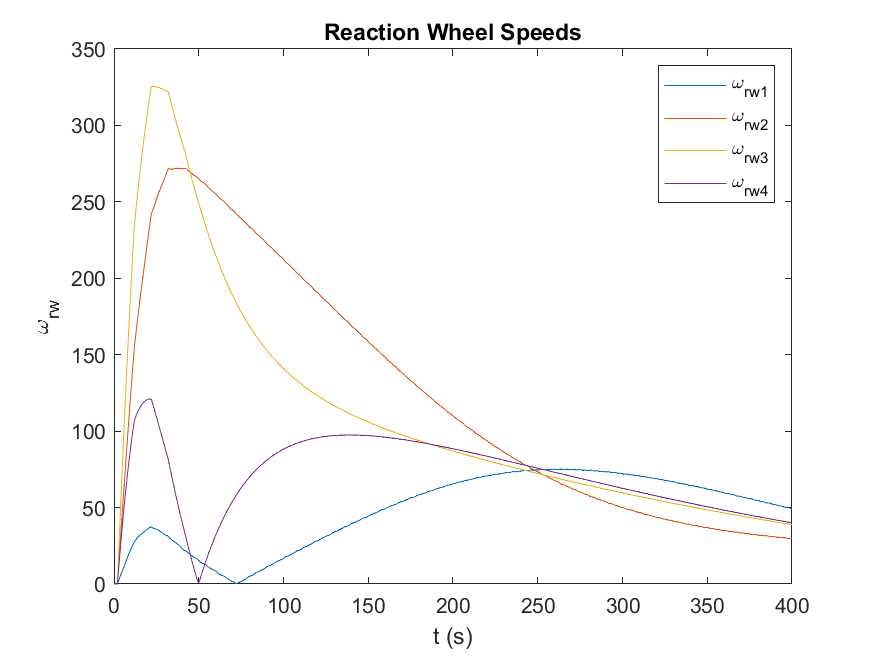 Reaction Wheel Speeds
350
300
250
200
150
100
50
0
ω_rw
ω_rw1
ω_rw2
ω_rw3
ω_rw4
0 50 100 150 200 250 300 350 400
t (s)